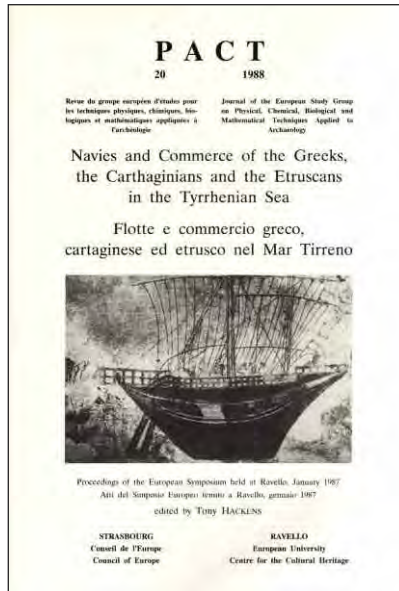 PACT
20 1988
Revue du groupe européen d'études pour
les techniques physiques, chimiques, bio-
logiques et mathématiques appliquées à
l'archéologie
Journal of the European Study Group
on Physical, Chemical, Biological and
Mathematical Techniques Applied to
Archaeology
Navies and Commerce of the Greeks,
the Carthaginians and the Etruscans
in the Tyrrhenian Sea
Flotte e commercio greco,
cartaginese ed etrusco nel Mar Tirreno
Proceedings of the European Symposium held at Ravello, January 1987
Atti del Simposio Europeo tenuto a Ravello, gennaio 1987
edited by Tony HACKENS
STRASBOURG
Conseil de l'Europe
Council of Europe
RAVELLO
European University
Centre for the Cultural Heritage